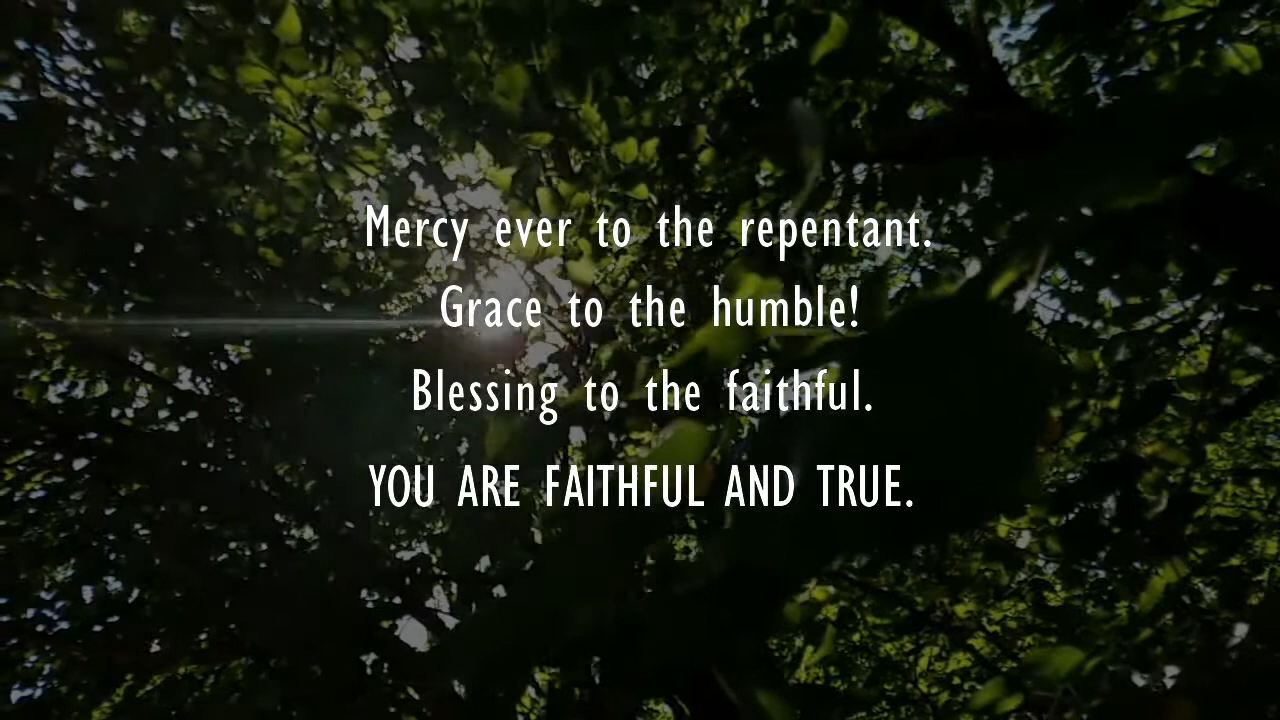 Mercy ever to the repentant.
Grace to the humble!
Blessing to the faithful.
YOU ARE FAITHFUL AND TRUE.